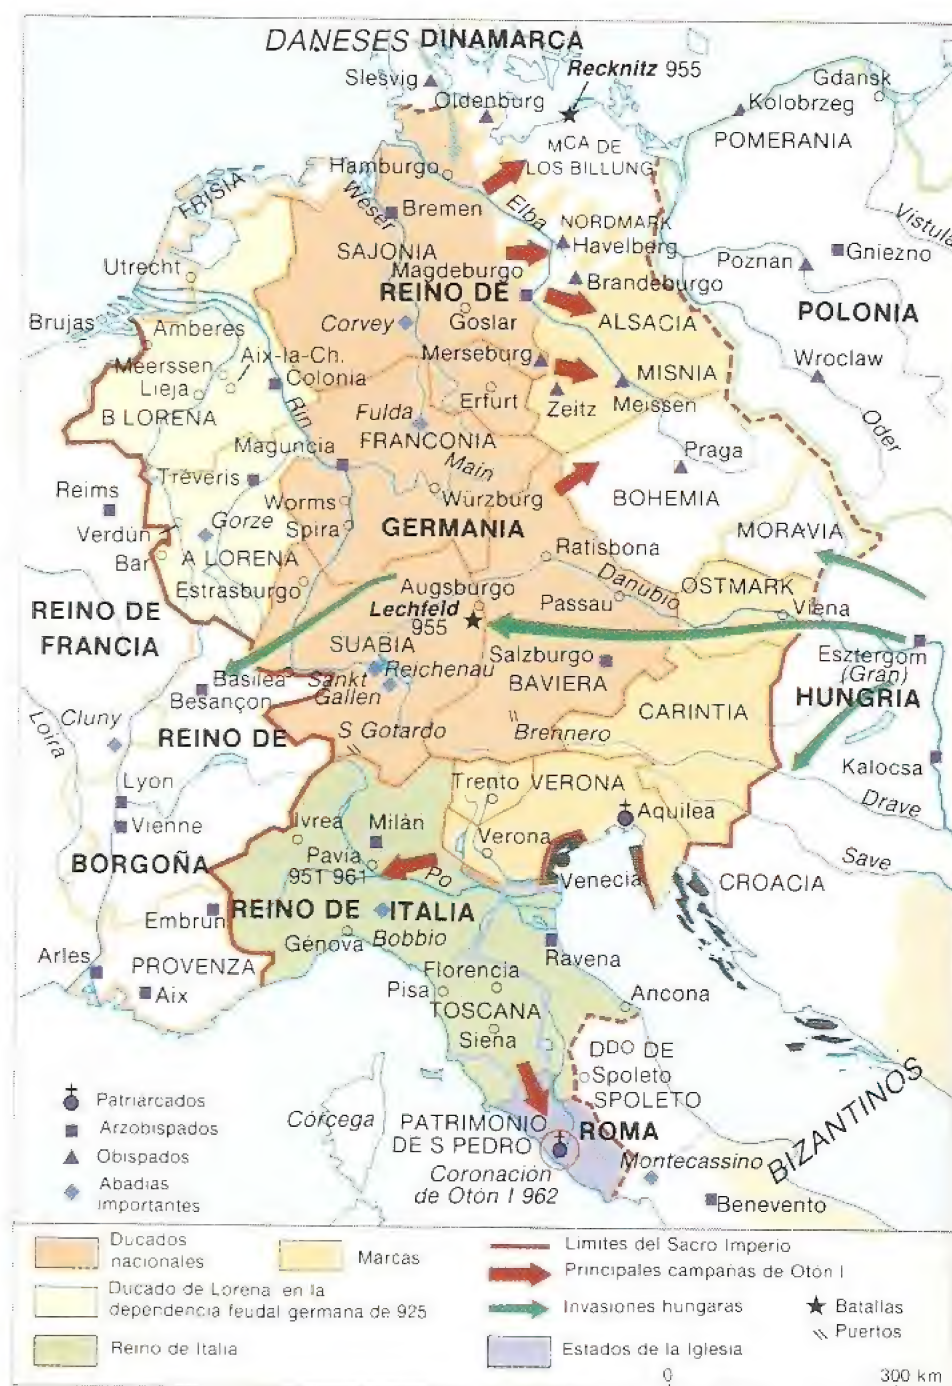 DANESES DINAMARCA
Recknitz 955
Slesvig
Oldenburg
Gdansk
Kolobrzeg
POMERANIA
MCA DE
LOS BILLUNG
Hamburgo
FRISIA
Weser
Bremen
Elba
NORDMARK
Havelberg
Vistula
SAJONIA
Utrecht
Magdeburgo
Brandeburgo
Poznan
Gniezno
REINO DE
POLONIA
Brujas
Amberes
Corvey
Goslar
ALSACIA
Meerssen
Aix-la-Ch.
Merseburg
MISNIA
Wroclaw
Lieja
Colonia
Erfurt
Zeitz
Meissen
B LORENA
Rin
Fulda
FRANCONIA
Oder
Maguncia
Main
Praga
Tréveris
BOHEMIA
Reims
Worms
Würzburg
Verdún
Gorze
Spira
GERMANIA
MORAVIA
Bar
A LORENA
Ratisbona
Estrasburgo
Augsburgo
Danubio
OSTMARK
REINO DE
FRANCIA
Lechfeld
955
Passau
Viena
SUABIA
Esztergom
(Gran)
Basilea
Sankt
Gallen
Reichenau
Salzburgo
BAVIERA
HUNGRIA
Besançon
Cluny
Loira
REINO DE
S Gotardo
Brennero
CARINTIA
Kalocsa
Lyon
Trento
VERONA
Drave
Vienne
Ivrea
Milán
Verona
Aquilea
BORGOÑA
Pavía
951 961
Po
Venecia
Save
CROACIA
Embrun
REINO DE ITALIA
Génova
Bobbio
Ravena
Arles
PROVENZA
Aix
Florencia
Pisa
TOSCANA
Siena
Ancona
DDO DE
Spoleto
SPOLETO
Córcega
PATRIMONIO
DE S PEDRO
ROMA
Coronación
de Otón I 962
Montecassino
BIZANTINOS
Benevento
Patriarcados
Arzobispados
Obispados
Abadias
importantes
Ducados
nacionales
Marcas
Ducado de Lorena en la
dependencia feudal germana de 925
Reino de Italia
Limites del Sacro Imperio
Principales campañas de Otón I
Invasiones hungaras
Batallas
Puertos
Estados de la Iglesia
0 300 km